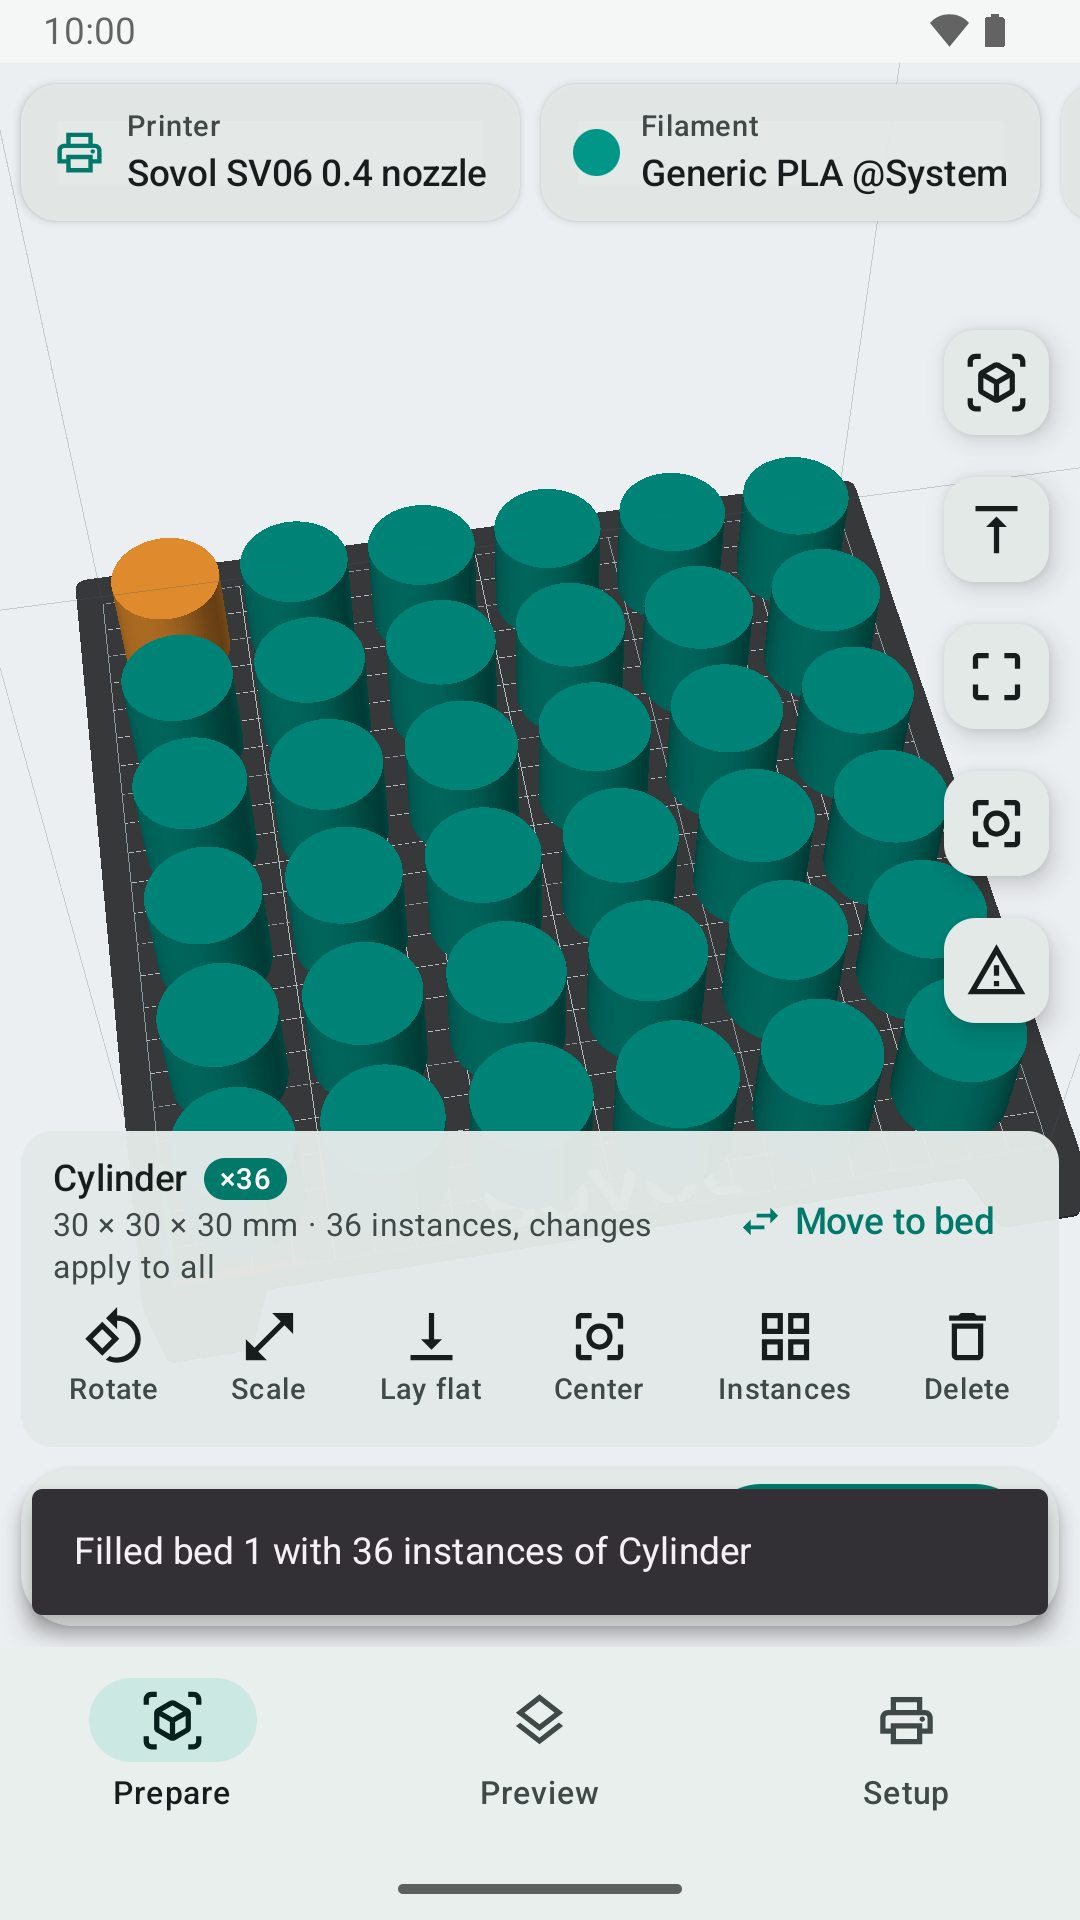 10:00
Printer
Sovol SV06 0.4 nozzle
Filament
Generic PLA @System
Cylinder ×36
30 × 30 × 30 mm · 36 instances, changes
apply to all
Move to bed
Rotate
Scale
Lay flat
Center
Instances
Delete
Filled bed 1 with 36 instances of Cylinder
Prepare
Preview
Setup